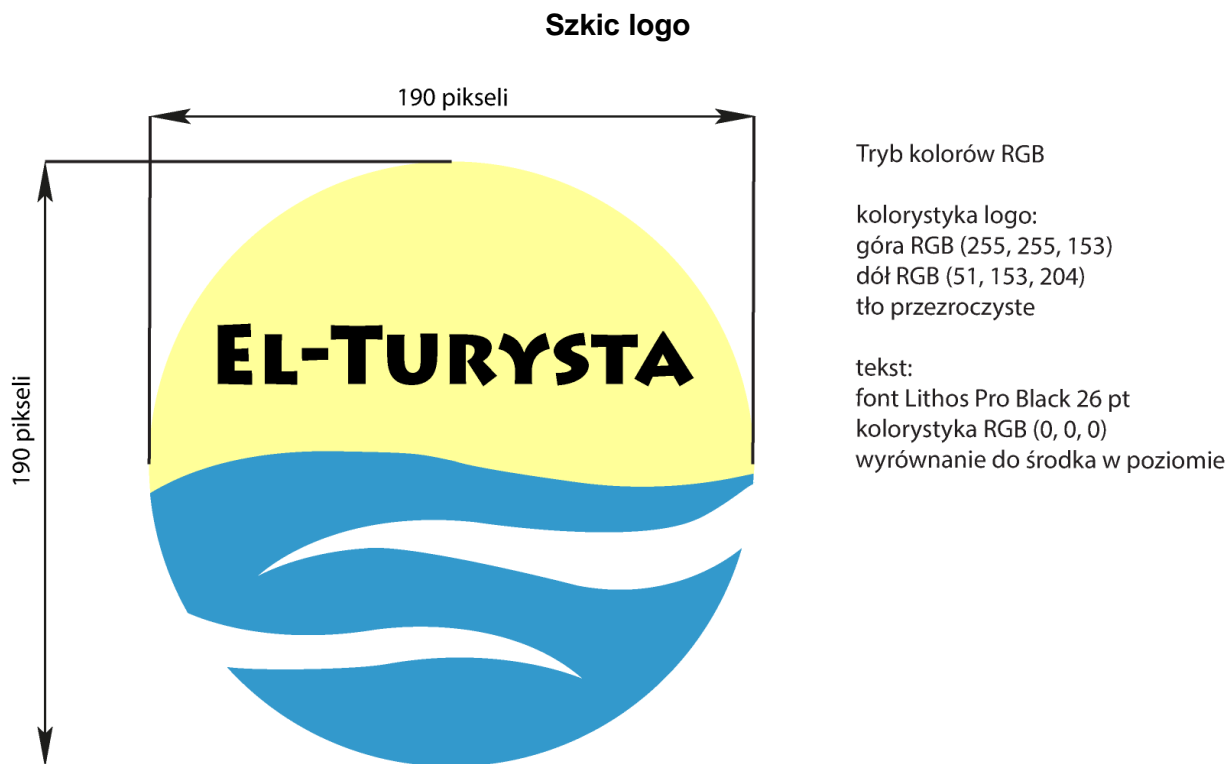 Szkic logo
190 pikseli
190 pikseli
EL-TURYSTA
Tryb kolorów RGB
kolorystyka logo:
góra RGB (255, 255, 153)
dół RGB (51, 153, 204)
tło przezroczyste
tekst:
font Lithos Pro Black 26 pt
kolorystyka RGB (0, 0, 0)
wyrównanie do środka w poziomie